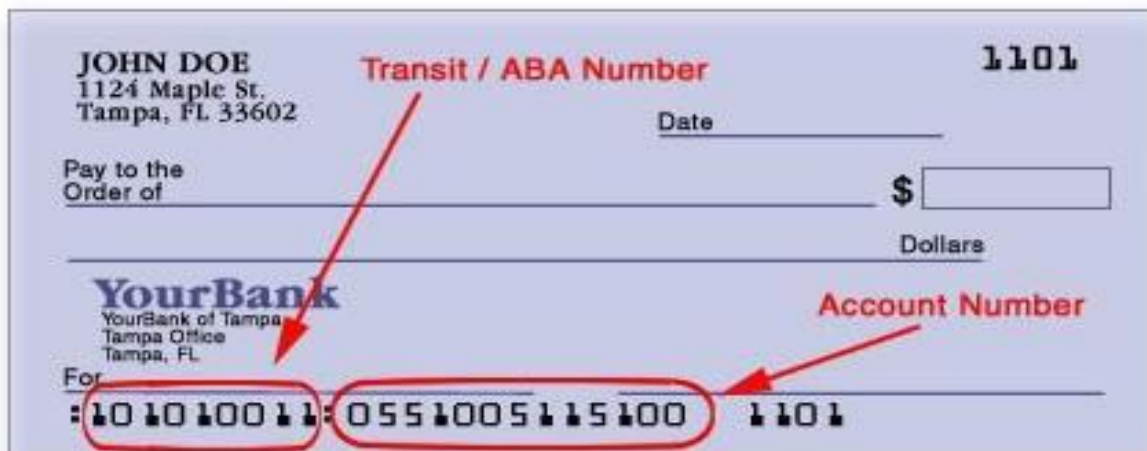 JOHN DOE
1124 Maple St.
Tampa, FL 33602
Transit / ABA Number
1101
Date
Pay to the
Order of
$
Dollars
YourBank
YourBank of Tampa
Tampa Office
Tampa, FL
Account Number
For
:101010011:0551005115100 1101